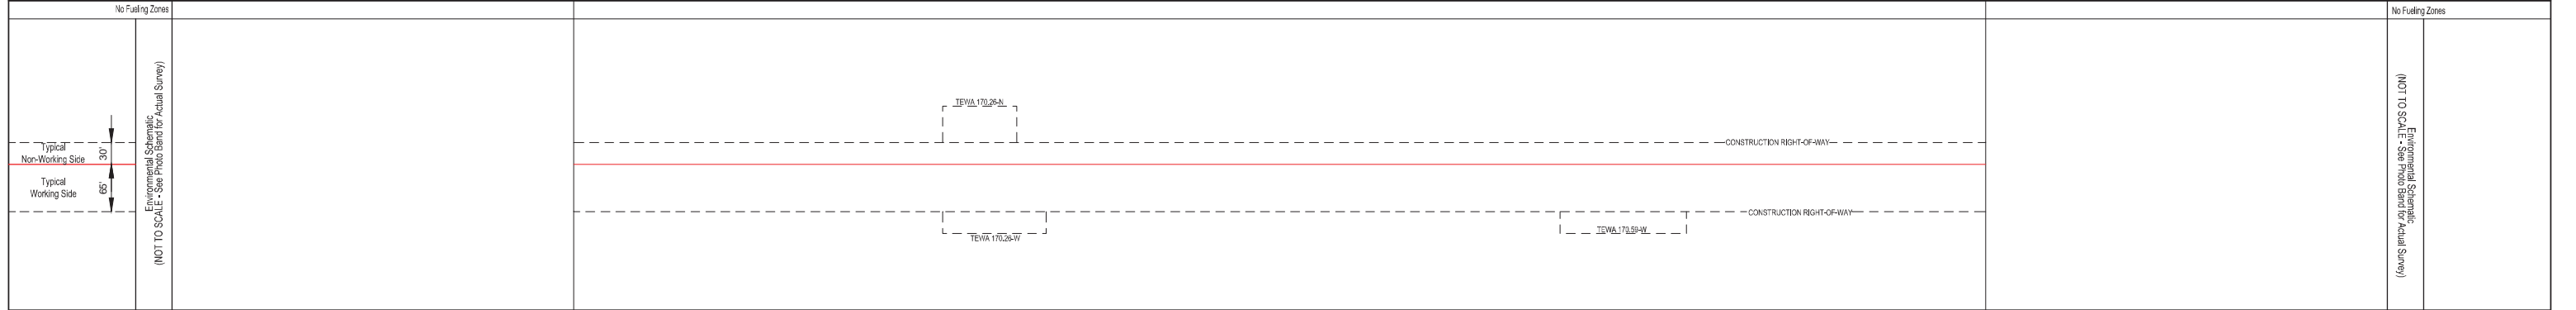 No Fueling Zones
No Fueling Zones
Environmental Schematic
(NOT TO SCALE - See Photo Band for Actual Survey)
Typical
Non-Working Side
30'
Typical
Working Side
65'
TEWA 170.26-N
CONSTRUCTION RIGHT-OF-WAY
CONSTRUCTION RIGHT-OF-WAY
TEWA 170.26-W
TEWA 170.59-W
Environmental Schematic
(NOT TO SCALE - See Photo Band for Actual Survey)